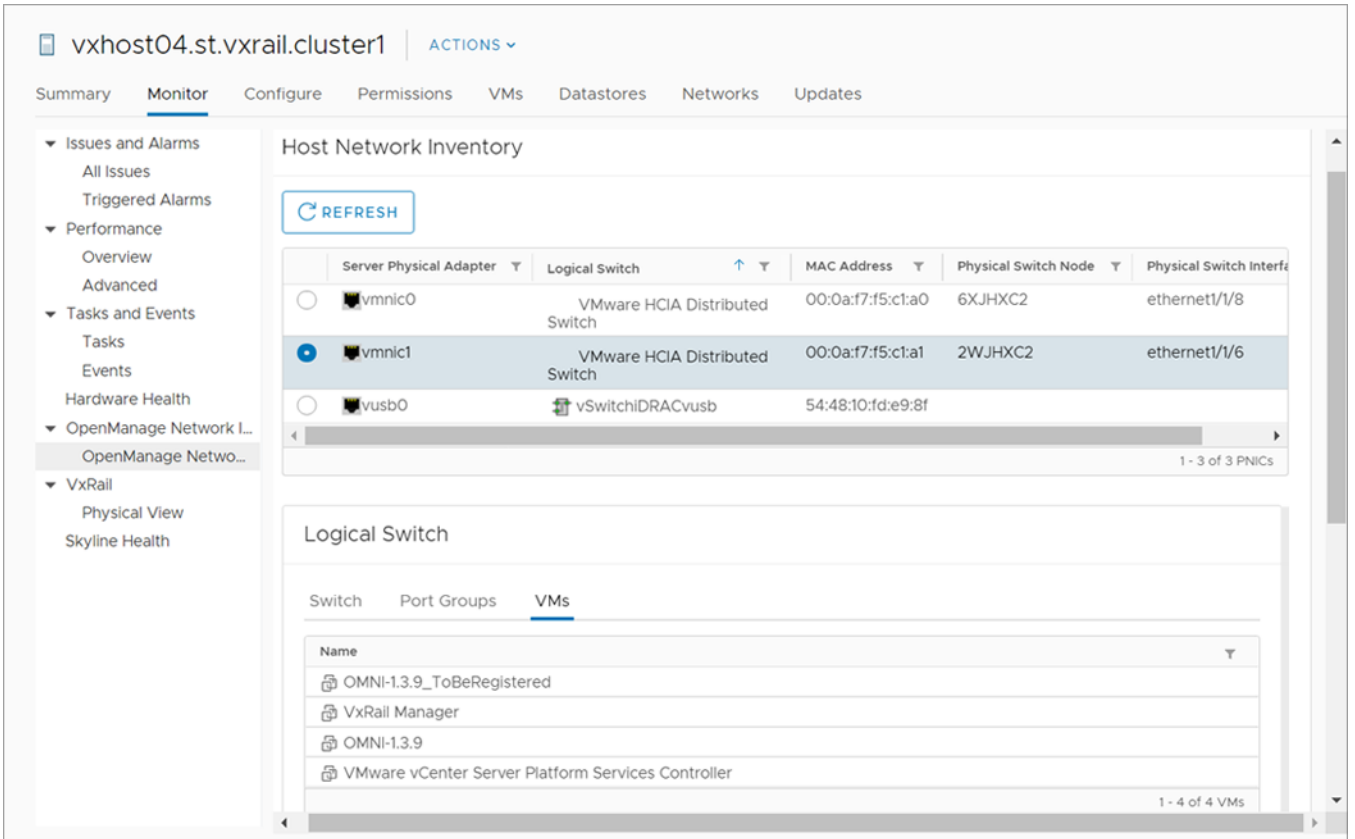 vxhost04.st.vxrail.cluster1 ACTIONS
Summary Monitor Configure Permissions VMs Datastores Networks Updates
Issues and Alarms
All Issues
Triggered Alarms
Performance
Overview
Advanced
Tasks and Events
Tasks
Events
Hardware Health
OpenManage Network I...
OpenManage Netwo...
VxRail
Physical View
Skyline Health
Host Network Inventory
REFRESH
Server Physical Adapter Logical Switch MAC Address Physical Switch Node Physical Switch Interfa
vmnic0 VMware HCIA Distributed 00:0a:f7:f5:c1:a0 6XJHXC2 ethernet1/1/8
Switch
vmnic1 VMware HCIA Distributed 00:0a:f7:f5:c1:a1 2WJHXC2 ethernet1/1/6
Switch
vusb0 vSwitchiDRACvusb 54:48:10:fd:e9:8f
1 - 3 of 3 PNICs
Logical Switch
Switch Port Groups VMs
Name
OMNI-1.3.9_ToBeRegistered
VxRail Manager
OMNI-1.3.9
VMware vCenter Server Platform Services Controller
1 - 4 of 4 VMs